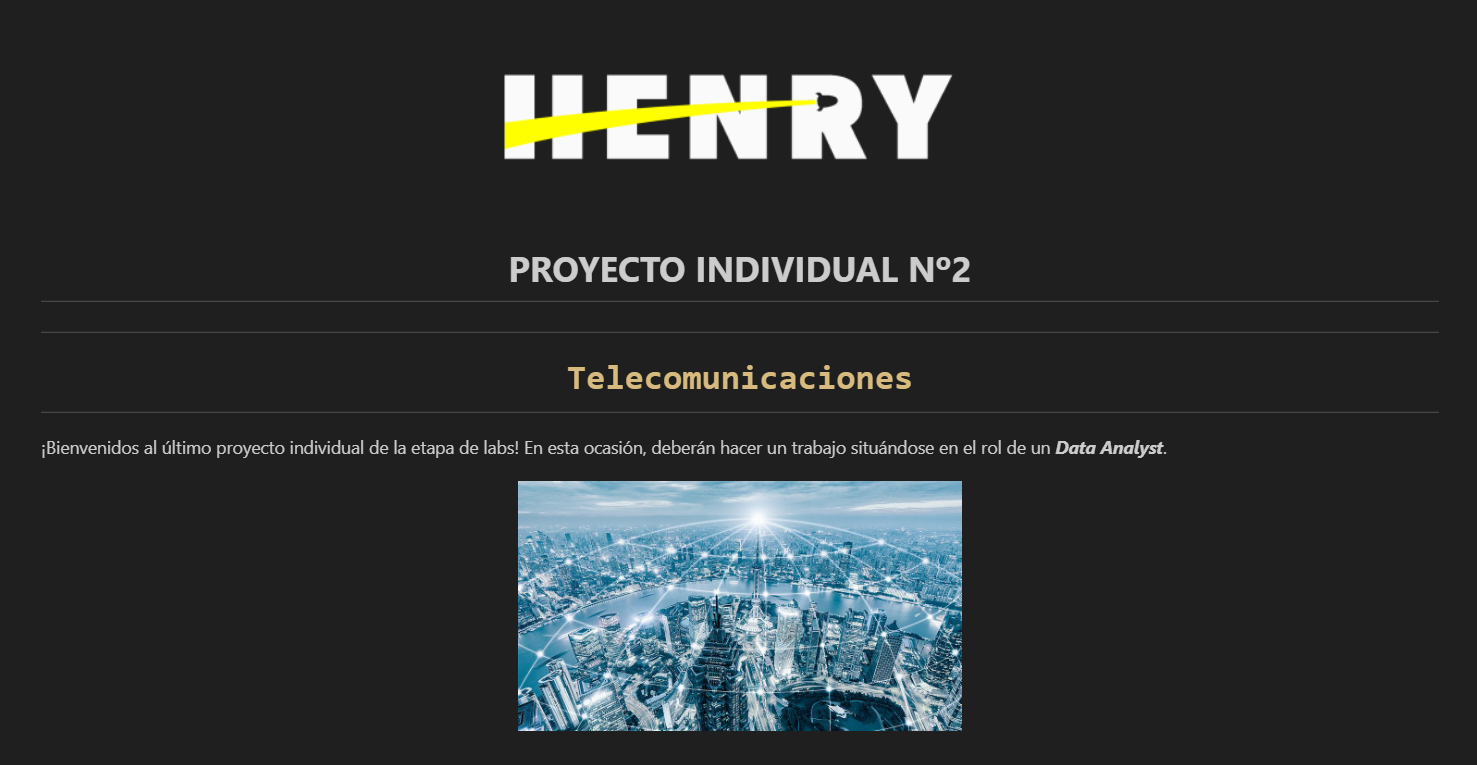 HENRY
PROYECTO INDIVIDUAL Nº2
Telecomunicaciones
¡Bienvenidos al último proyecto individual de la etapa de labs! En esta ocasión, deberán hacer un trabajo situándose en el rol de un Data Analyst.